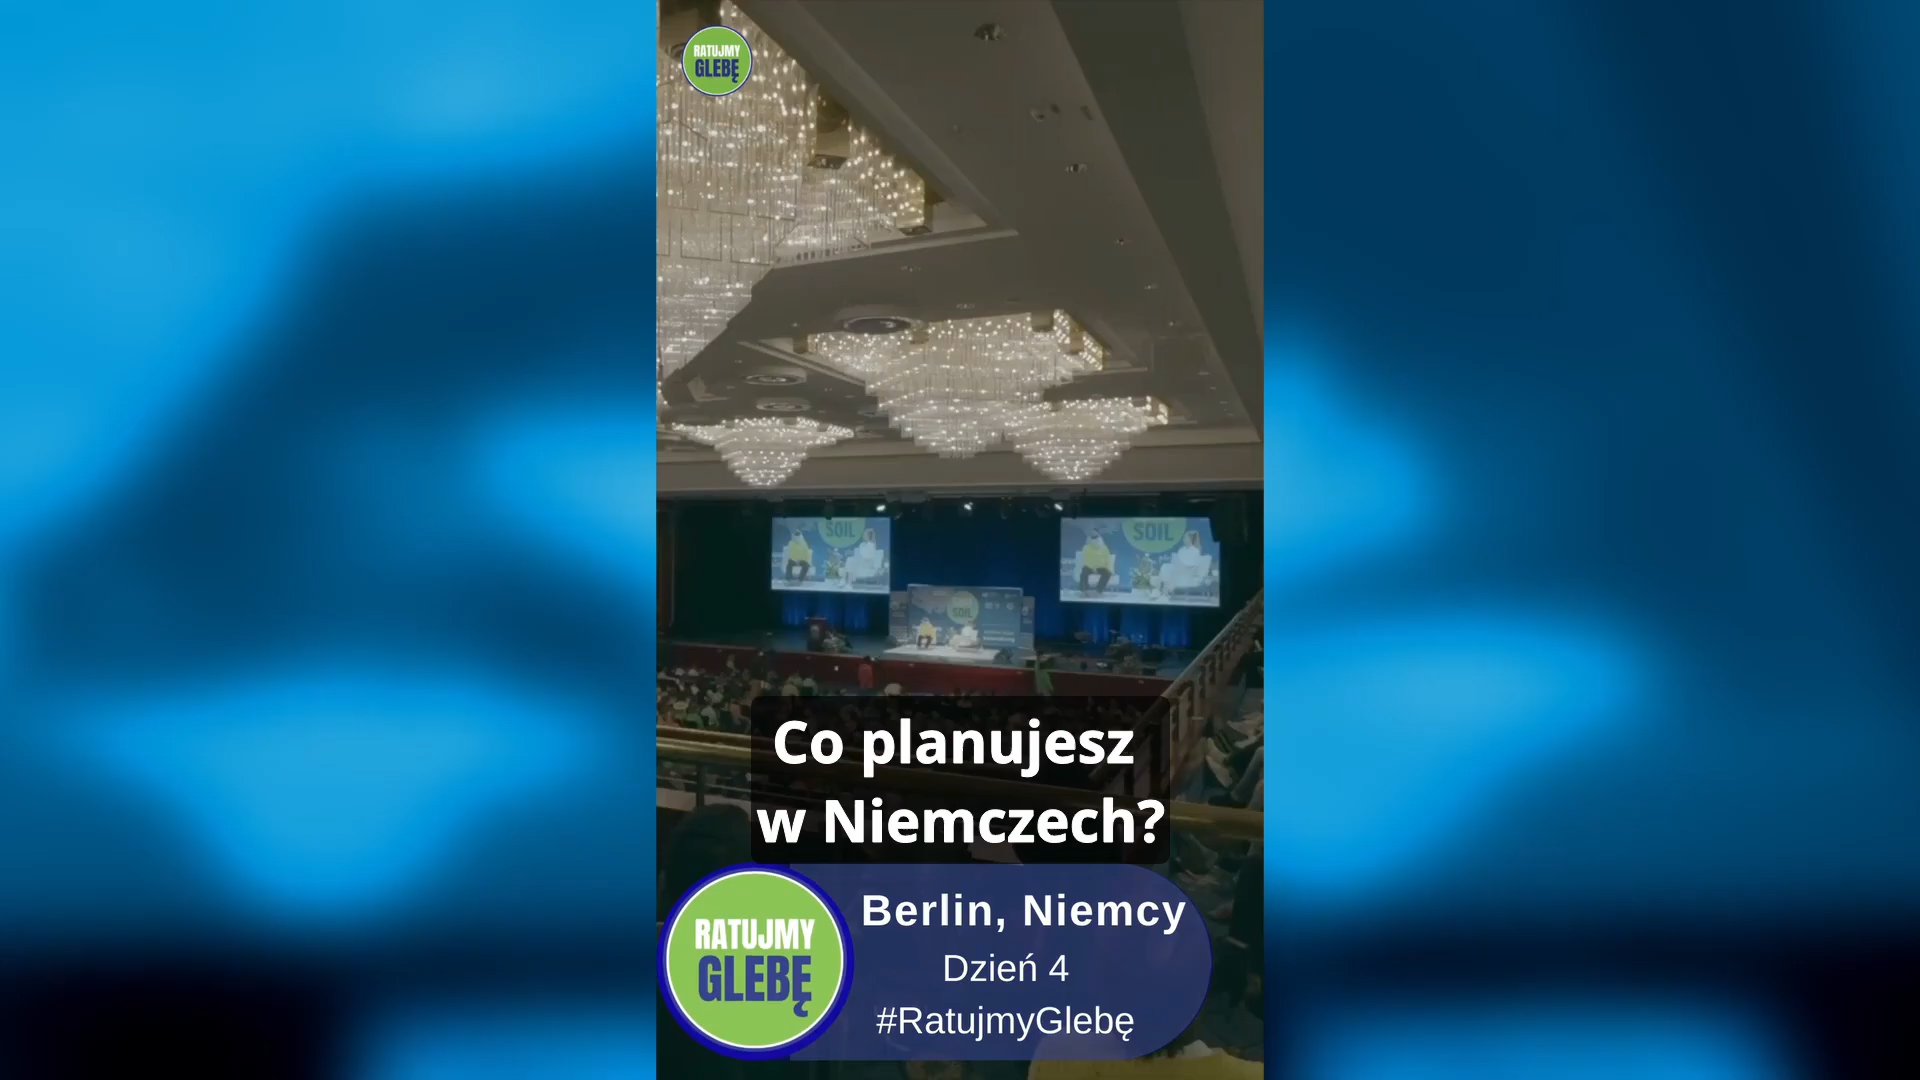 RATUJMY
GLEBĘ
SOIL
SOIL
SOIL
Co planujesz
w Niemczech?
RATUJMY
GLEBĘ
Berlin, Niemcy
Dzień 4
#RatujmyGlebę